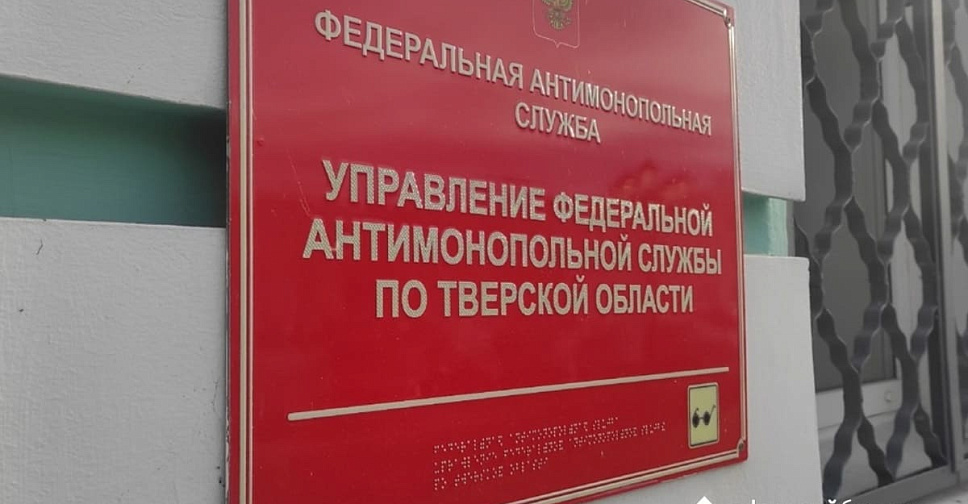 ФЕДЕРАЛЬНАЯ АНТИМОНОПОЛЬНАЯ
СЛУЖБА
УПРАВЛЕНИЕ ФЕДЕРАЛЬНОЙ
АНТИМОНОПОЛЬНОЙ СЛУЖБЫ
ПО ТВЕРСКОЙ ОБЛАСТИ